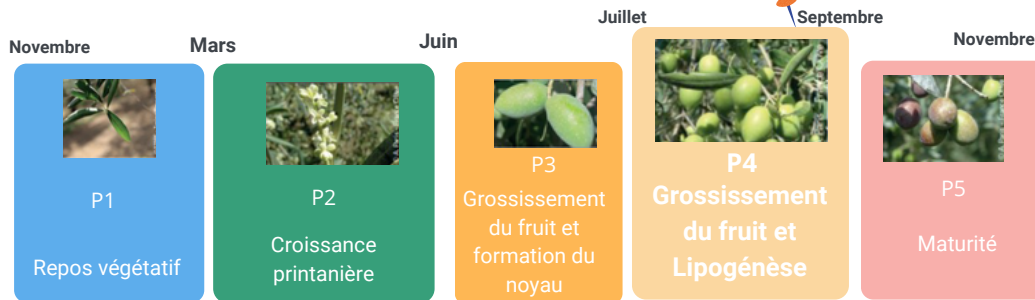 Novembre
Mars
Juin
Juillet
Septembre
Novembre
P1
Repos végétatif
P2
Croissance
printanière
P3
Grossissement
du fruit et
formation du
noyau
P4
Grossissement
du fruit et
Lipogénèse
P5
Maturité